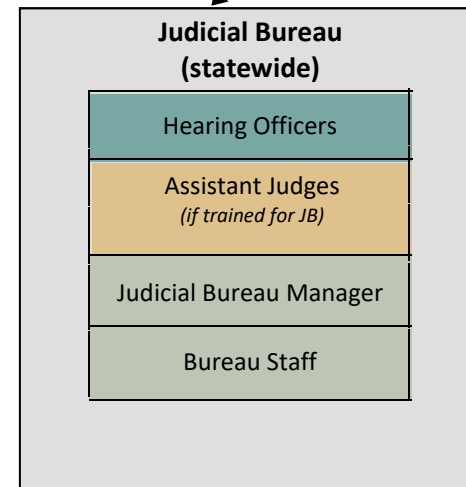 Judicial Bureau
(statewide)
Hearing Officers
Assistant Judges
(if trained for JB)
Judicial Bureau Manager
Bureau Staff